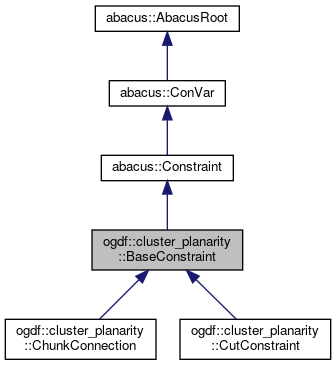 abacus::AbacusRoot
abacus::ConVar
abacus::Constraint
ogdf::cluster_planarity
::BaseConstraint
ogdf::cluster_planarity
::ChunkConnection
ogdf::cluster_planarity
::CutConstraint